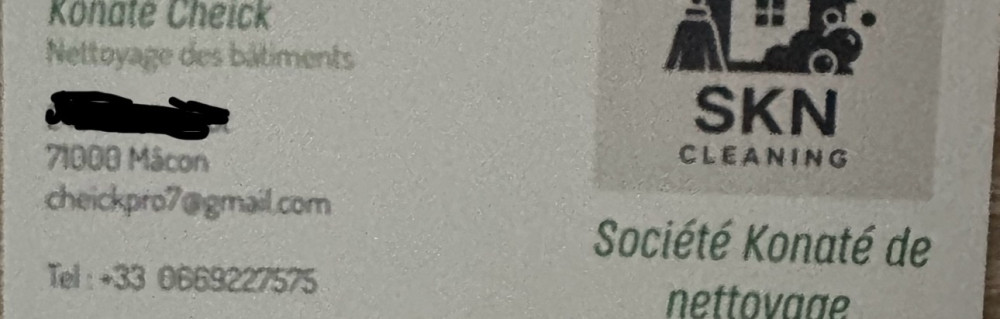 Konaté Cheick
Nettoyage des bâtiments
71000 Mâcon
cheickpro7@gmail.com
Tel : +33 0669227575
SKN
CLEANING
Société Konaté de
nettoyage